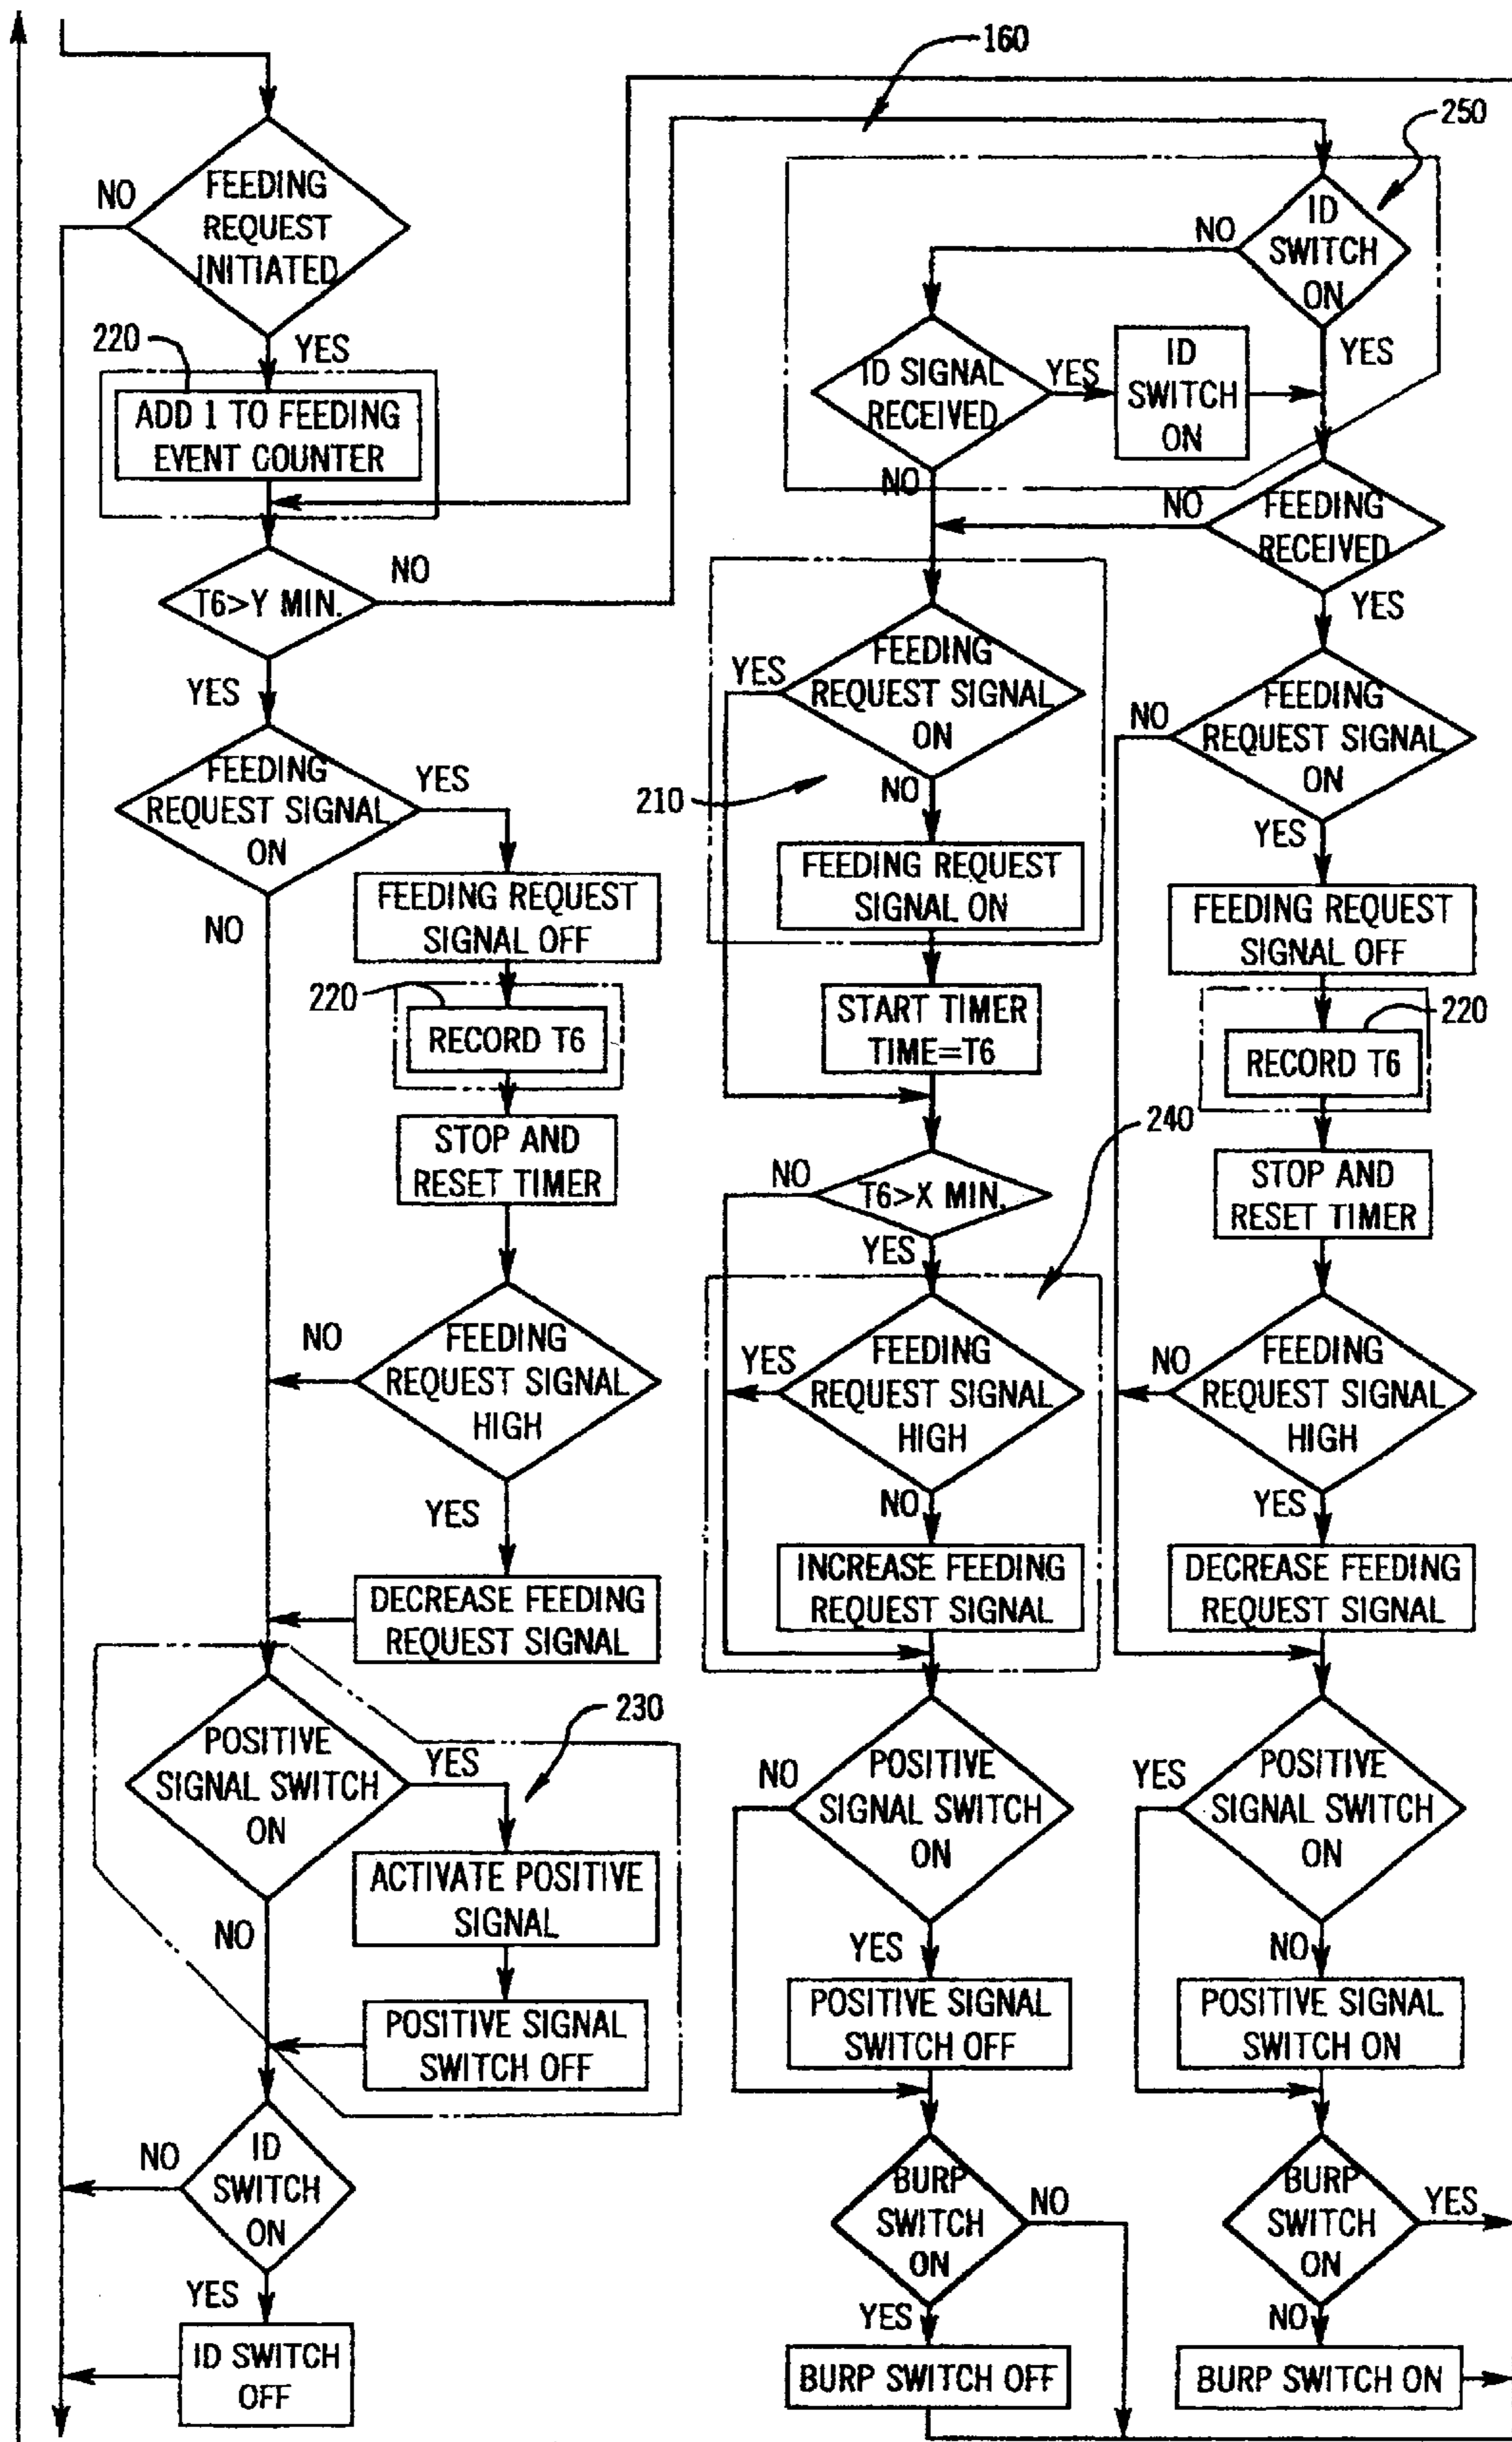 160
250
FEEDING
REQUEST
INITIATED
NO
YES
220
ADD 1 TO FEEDING
EVENT COUNTER
T6>Y MIN.
NO
YES
FEEDING
REQUEST SIGNAL
ON
YES
NO
FEEDING REQUEST
SIGNAL OFF
220
RECORD T6
STOP AND
RESET TIMER
FEEDING
REQUEST SIGNAL
HIGH
NO
YES
DECREASE FEEDING
REQUEST SIGNAL
230
POSITIVE
SIGNAL SWITCH
ON
YES
NO
ACTIVATE POSITIVE
SIGNAL
POSITIVE SIGNAL
SWITCH OFF
ID
SWITCH
ON
NO
YES
ID SWITCH
OFF
ID
SWITCH
ON
NO
YES
ID SIGNAL
RECEIVED
YES
ID
SWITCH
ON
NO
FEEDING
RECEIVED
NO
YES
FEEDING
REQUEST SIGNAL
ON
YES
NO
210
FEEDING REQUEST
SIGNAL ON
START TIMER
TIME=T6
T6>X MIN.
NO
YES
240
FEEDING
REQUEST SIGNAL
HIGH
YES
NO
INCREASE FEEDING
REQUEST SIGNAL
POSITIVE
SIGNAL SWITCH
ON
NO
YES
POSITIVE SIGNAL
SWITCH OFF
BURP
SWITCH
ON
NO
YES
BURP SWITCH OFF
FEEDING
REQUEST SIGNAL
ON
NO
YES
FEEDING REQUEST
SIGNAL OFF
220
RECORD T6
STOP AND
RESET TIMER
FEEDING
REQUEST SIGNAL
HIGH
NO
YES
DECREASE FEEDING
REQUEST SIGNAL
POSITIVE
SIGNAL SWITCH
ON
YES
NO
POSITIVE SIGNAL
SWITCH ON
BURP
SWITCH
ON
YES
NO
BURP SWITCH ON